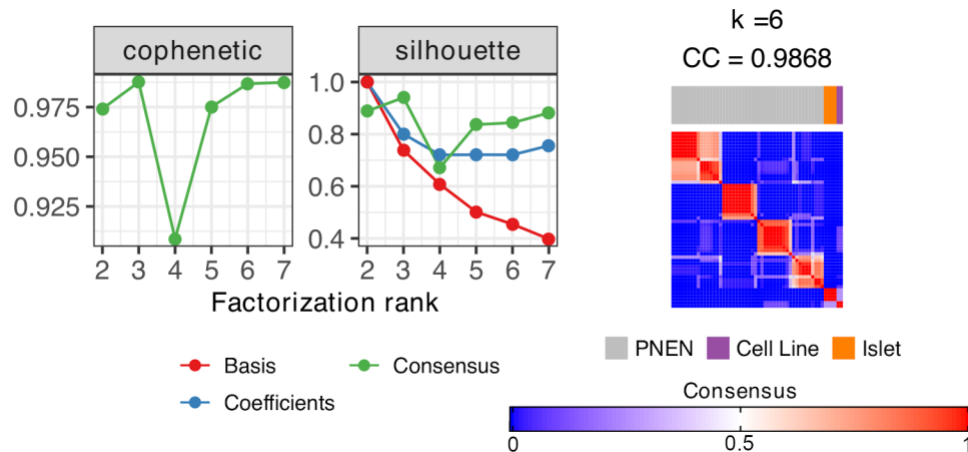 cophenetic
silhouette
0.975
0.950
0.925
2 3 4 5 6 7
1.0
0.8
0.6
0.4
2 3 4 5 6 7
Factorization rank
Basis
Consensus
Coefficients
k =6
CC = 0.9868
PNEN Cell Line Islet
Consensus
0 0.5 1